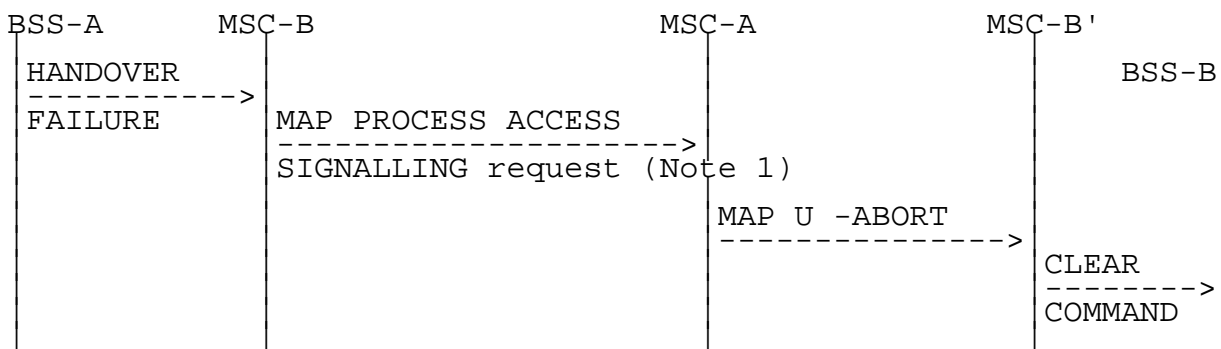 BSS-A MSC-B MSC-A MSC-B'
HANDOVER BSS-B
FAILURE MAP PROCESS ACCESS
SIGNALLING request (Note 1)
MAP U -ABORT
CLEAR
COMMAND